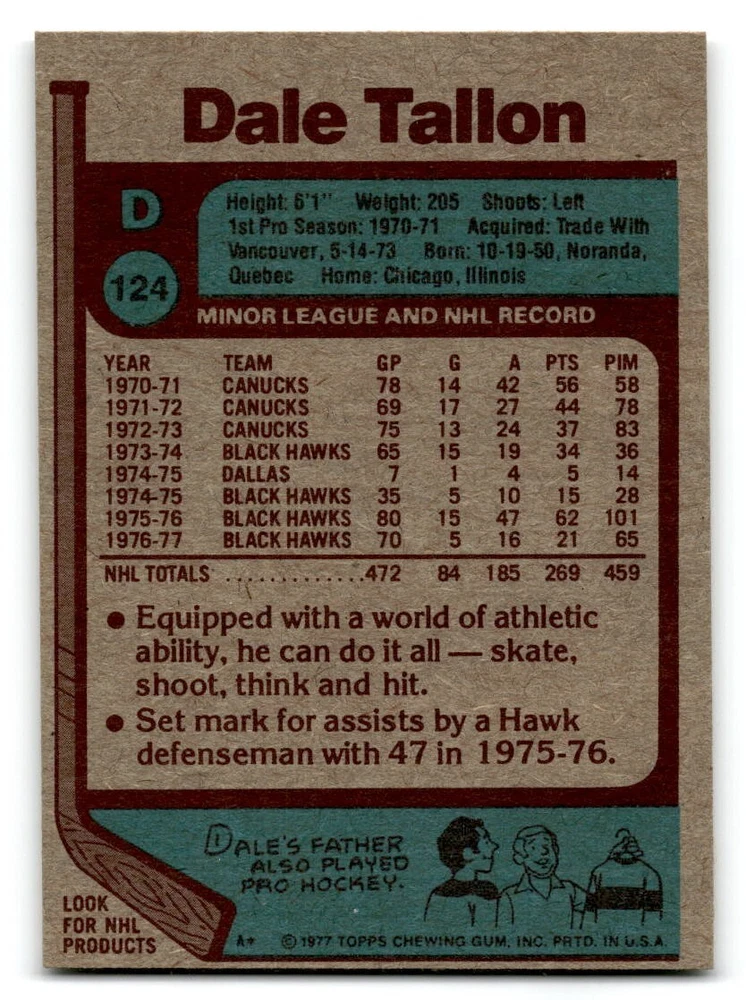 Dale Tallon
D
124
Height: 6'1" Weight: 205 Shoots: Left
1st Pro Season: 1970-71 Acquired: Trade With
Vancouver, 5-14-73 Born: 10-19-50, Noranda,
Quebec Home: Chicago, Illinois
MINOR LEAGUE AND NHL RECORD
YEAR TEAM GP G A PTS PIM
1970-71 CANUCKS 78 14 42 56 58
1971-72 CANUCKS 69 17 27 44 78
1972-73 CANUCKS 75 13 24 37 83
1973-74 BLACK HAWKS 65 15 19 34 36
1974-75 DALLAS 7 1 4 5 14
1974-75 BLACK HAWKS 35 5 10 15 28
1975-76 BLACK HAWKS 80 15 47 62 101
1976-77 BLACK HAWKS 70 5 16 21 65
NHL TOTALS .............472 84 185 269 459
● Equipped with a world of athletic
ability, he can do it all — skate,
shoot, think and hit.
● Set mark for assists by a Hawk
defenseman with 47 in 1975-76.
DALE'S FATHER
ALSO PLAYED
PRO HOCKEY.
LOOK
FOR NHL
PRODUCTS
A* © 1977 TOPPS CHEWING GUM, INC. PRTD. IN U.S.A.